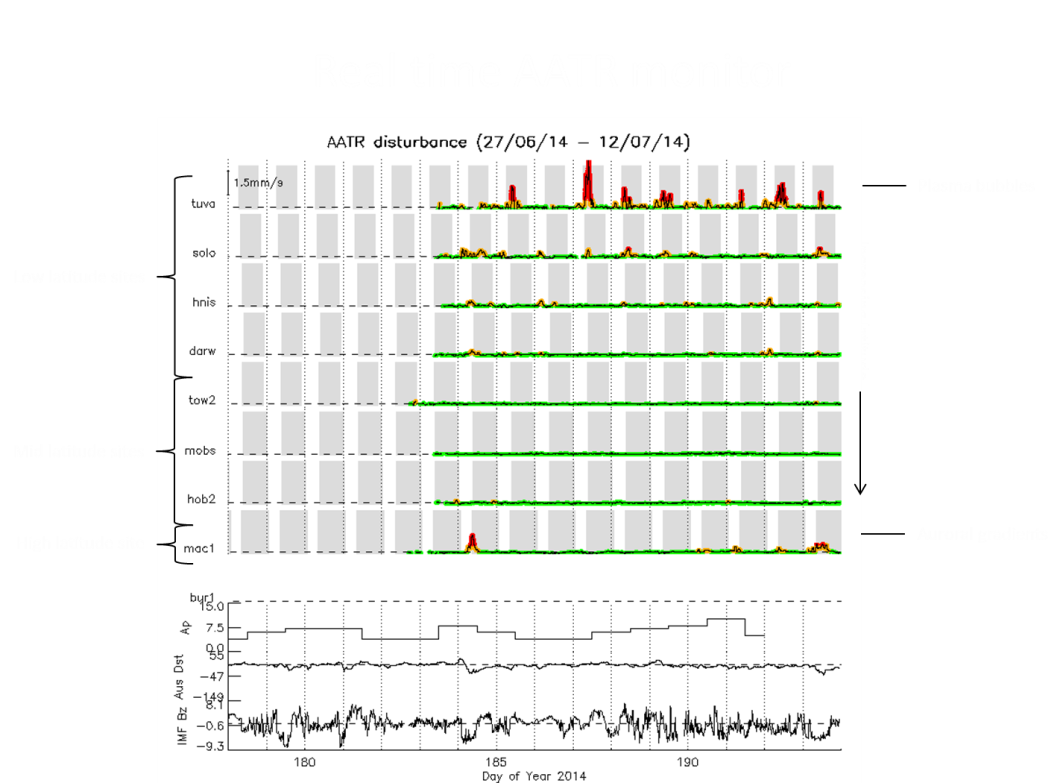 AATR disturbance (27/06/14 – 12/07/14)
1.5mm/s
tuva
solo
hnis
darw
tow2
mobs
hob2
mac1
bur1
15.0
Ap
7.5
0.0
55
Aus Dst
-47
-149
8.1
IMF Bz
-0.6
-9.3
180 185 190
Day of Year 2014